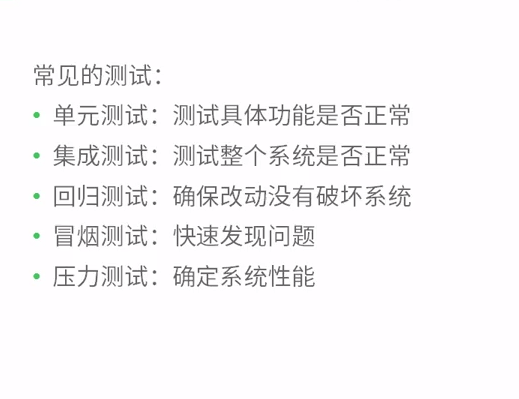 常见的测试：
• 单元测试：测试具体功能是否正常
• 集成测试：测试整个系统是否正常
• 回归测试：确保改动没有破坏系统
• 冒烟测试：快速发现问题
• 压力测试：确定系统性能